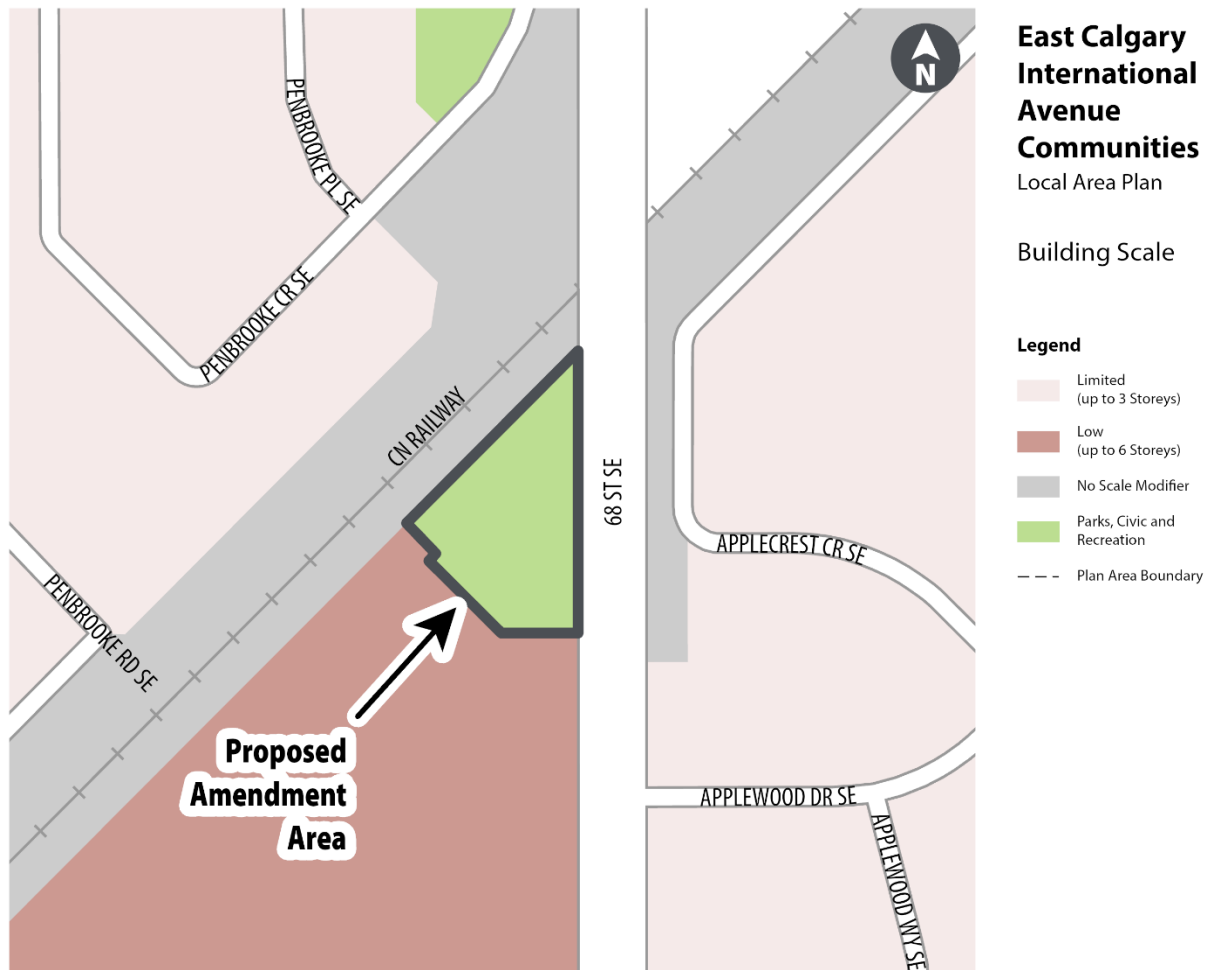 PENBROOKE PL SE
PENBROOKE CR SE
CN RAILWAY
68 ST SE
APPLECREST CR SE
PENBROOKE RD SE
Proposed
Amendment
Area
APPLEWOOD DR SE
APPLEWOOD WY SE
N
East Calgary
International
Avenue
Communities
Local Area Plan
Building Scale
Legend
Limited
(up to 3 Storeys)
Low
(up to 6 Storeys)
No Scale Modifier
Parks, Civic and
Recreation
Plan Area Boundary